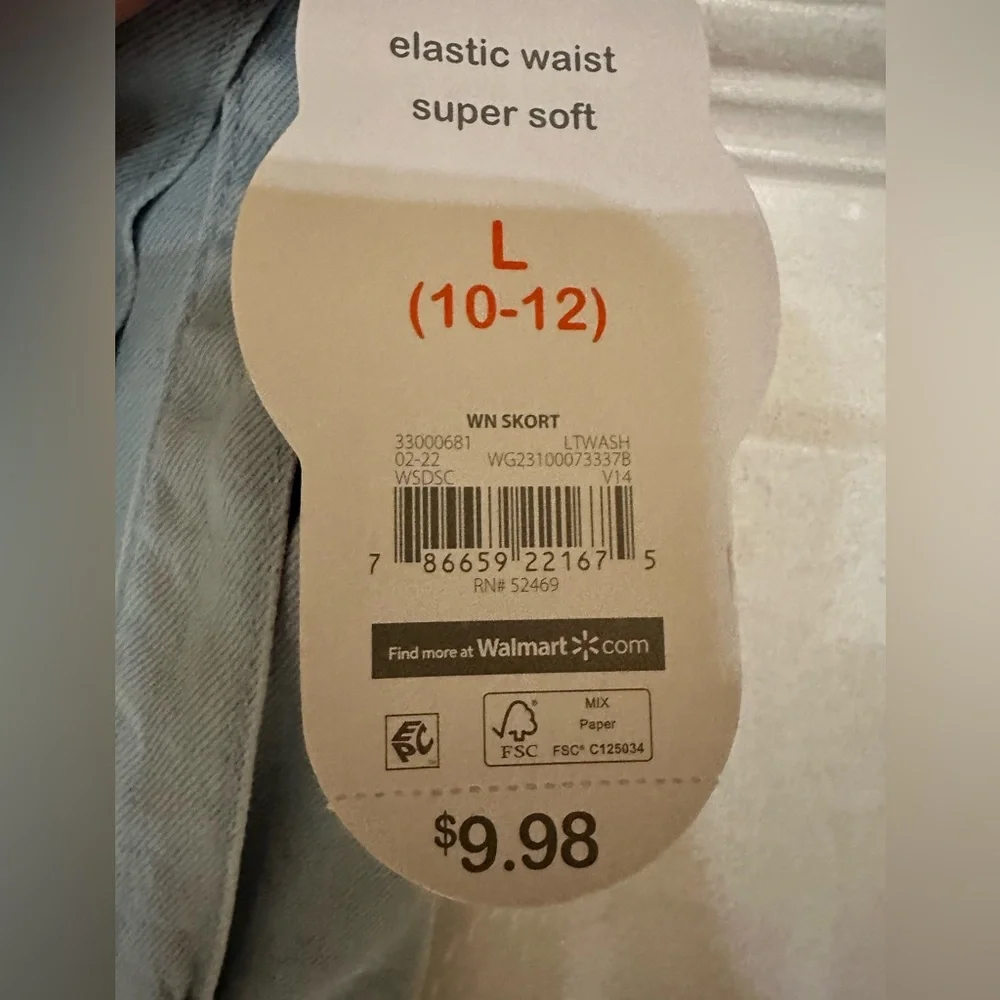 elastic waist
super soft
L
(10-12)
WN SKORT
33000681 LTWASH
02-22 WG23100073337B
WSDSC V14
7 86659 22167 5
RN# 52469
Find more at Walmart com
EPC
MIX
Paper
FSC FSC® C125034
$9.98